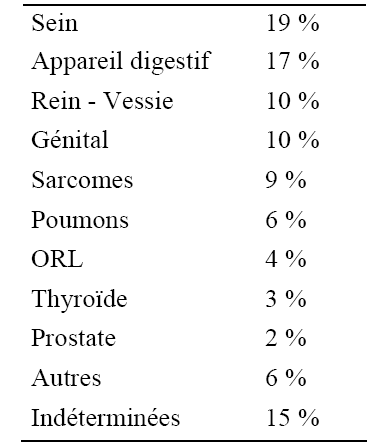 Sein 19 %
Appareil digestif 17 %
Rein - Vessie 10 %
Génital 10 %
Sarcomes 9 %
Poumons 6 %
ORL 4 %
Thyroïde 3 %
Prostate 2 %
Autres 6 %
Indéterminées 15 %